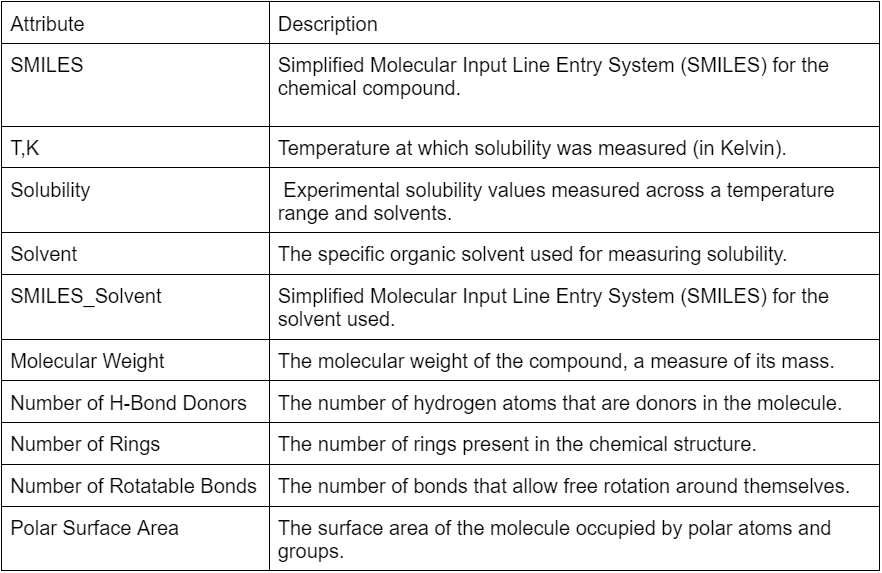 Attribute Description
SMILES Simplified Molecular Input Line Entry System (SMILES) for the
chemical compound.
T,K Temperature at which solubility was measured (in Kelvin).
Solubility Experimental solubility values measured across a temperature
range and solvents.
Solvent The specific organic solvent used for measuring solubility.
SMILES_Solvent Simplified Molecular Input Line Entry System (SMILES) for the
solvent used.
Molecular Weight The molecular weight of the compound, a measure of its mass.
Number of H-Bond Donors The number of hydrogen atoms that are donors in the molecule.
Number of Rings The number of rings present in the chemical structure.
Number of Rotatable Bonds The number of bonds that allow free rotation around themselves.
Polar Surface Area The surface area of the molecule occupied by polar atoms and
groups.